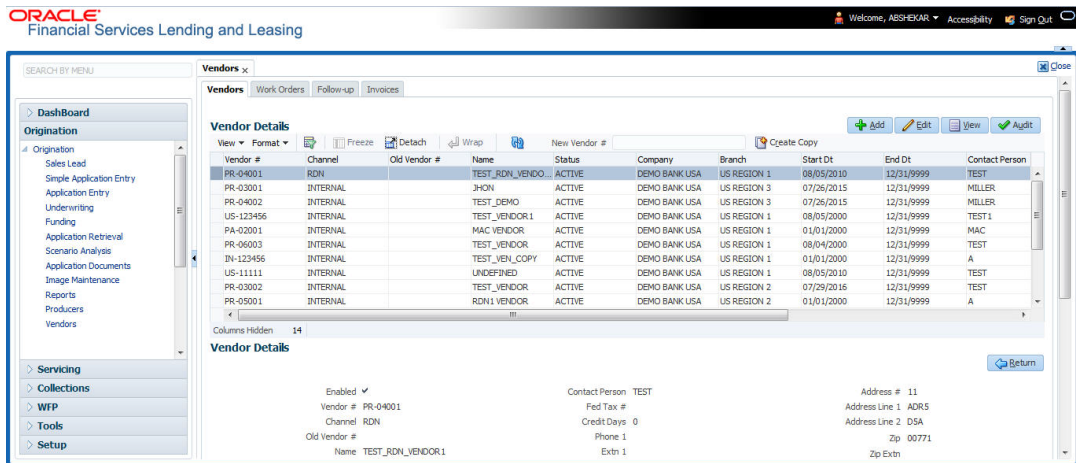 ORACLE
Financial Services Lending and Leasing
Welcome, ABSHEKAR Accessibility Sign Out
SEARCH BY MENU
DashBoard
Origination
Origination
Sales Lead
Simple Application Entry
Application Entry
Underwriting
Funding
Application Retrieval
Scenario Analysis
Application Documents
Image Maintenance
Reports
Producers
Vendors
Servicing
Collections
WFP
Tools
Setup
Vendors x Close
Vendors Work Orders Follow-up Invoices
Vendor Details Add Edit View Audit
View Format Freeze Detach Wrap New Vendor # Create Copy
Vendor # Channel Old Vendor # Name Status Company Branch Start Dt End Dt Contact Person
PR-04001 RDN TEST_RDN_VENDO... ACTIVE DEMO BANK USA US REGION 1 08/05/2010 12/31/9999 TEST
PR-03001 INTERNAL JHON ACTIVE DEMO BANK USA US REGION 3 07/26/2015 12/31/9999 MILLER
PR-04002 INTERNAL TEST_DEMO ACTIVE DEMO BANK USA US REGION 3 07/26/2015 12/31/9999 MILLER
US-123456 INTERNAL TEST_VENDOR1 ACTIVE DEMO BANK USA US REGION 1 08/05/2000 12/31/9999 TEST1
PA-02001 INTERNAL MAC VENDOR ACTIVE DEMO BANK USA US REGION 1 01/01/2000 12/31/9999 MAC
PR-06003 INTERNAL TEST_VENDOR ACTIVE DEMO BANK USA US REGION 1 08/04/2000 12/31/9999 TEST
IN-123456 INTERNAL TEST_VEN_COPY ACTIVE DEMO BANK USA US REGION 1 01/01/2000 12/31/9999 A
US-11111 INTERNAL UNDEFINED ACTIVE DEMO BANK USA US REGION 1 08/05/2010 12/31/9999 TEST
PR-03002 INTERNAL TEST_VENDOR ACTIVE DEMO BANK USA US REGION 2 07/29/2016 12/31/9999 TEST
PR-05001 INTERNAL RDN1 VENDOR ACTIVE DEMO BANK USA US REGION 2 01/01/2000 12/31/9999 A
Columns Hidden 14
Vendor Details
Return
Enabled Contact Person TEST Address # 11
Vendor # PR-04001 Fed Tax # Address Line 1 ADR5
Channel RDN Credit Days 0 Address Line 2 D5A
Old Vendor # Phone 1 Zip 00771
Name TEST_RDN_VENDOR1 Extn 1 Zip Extn